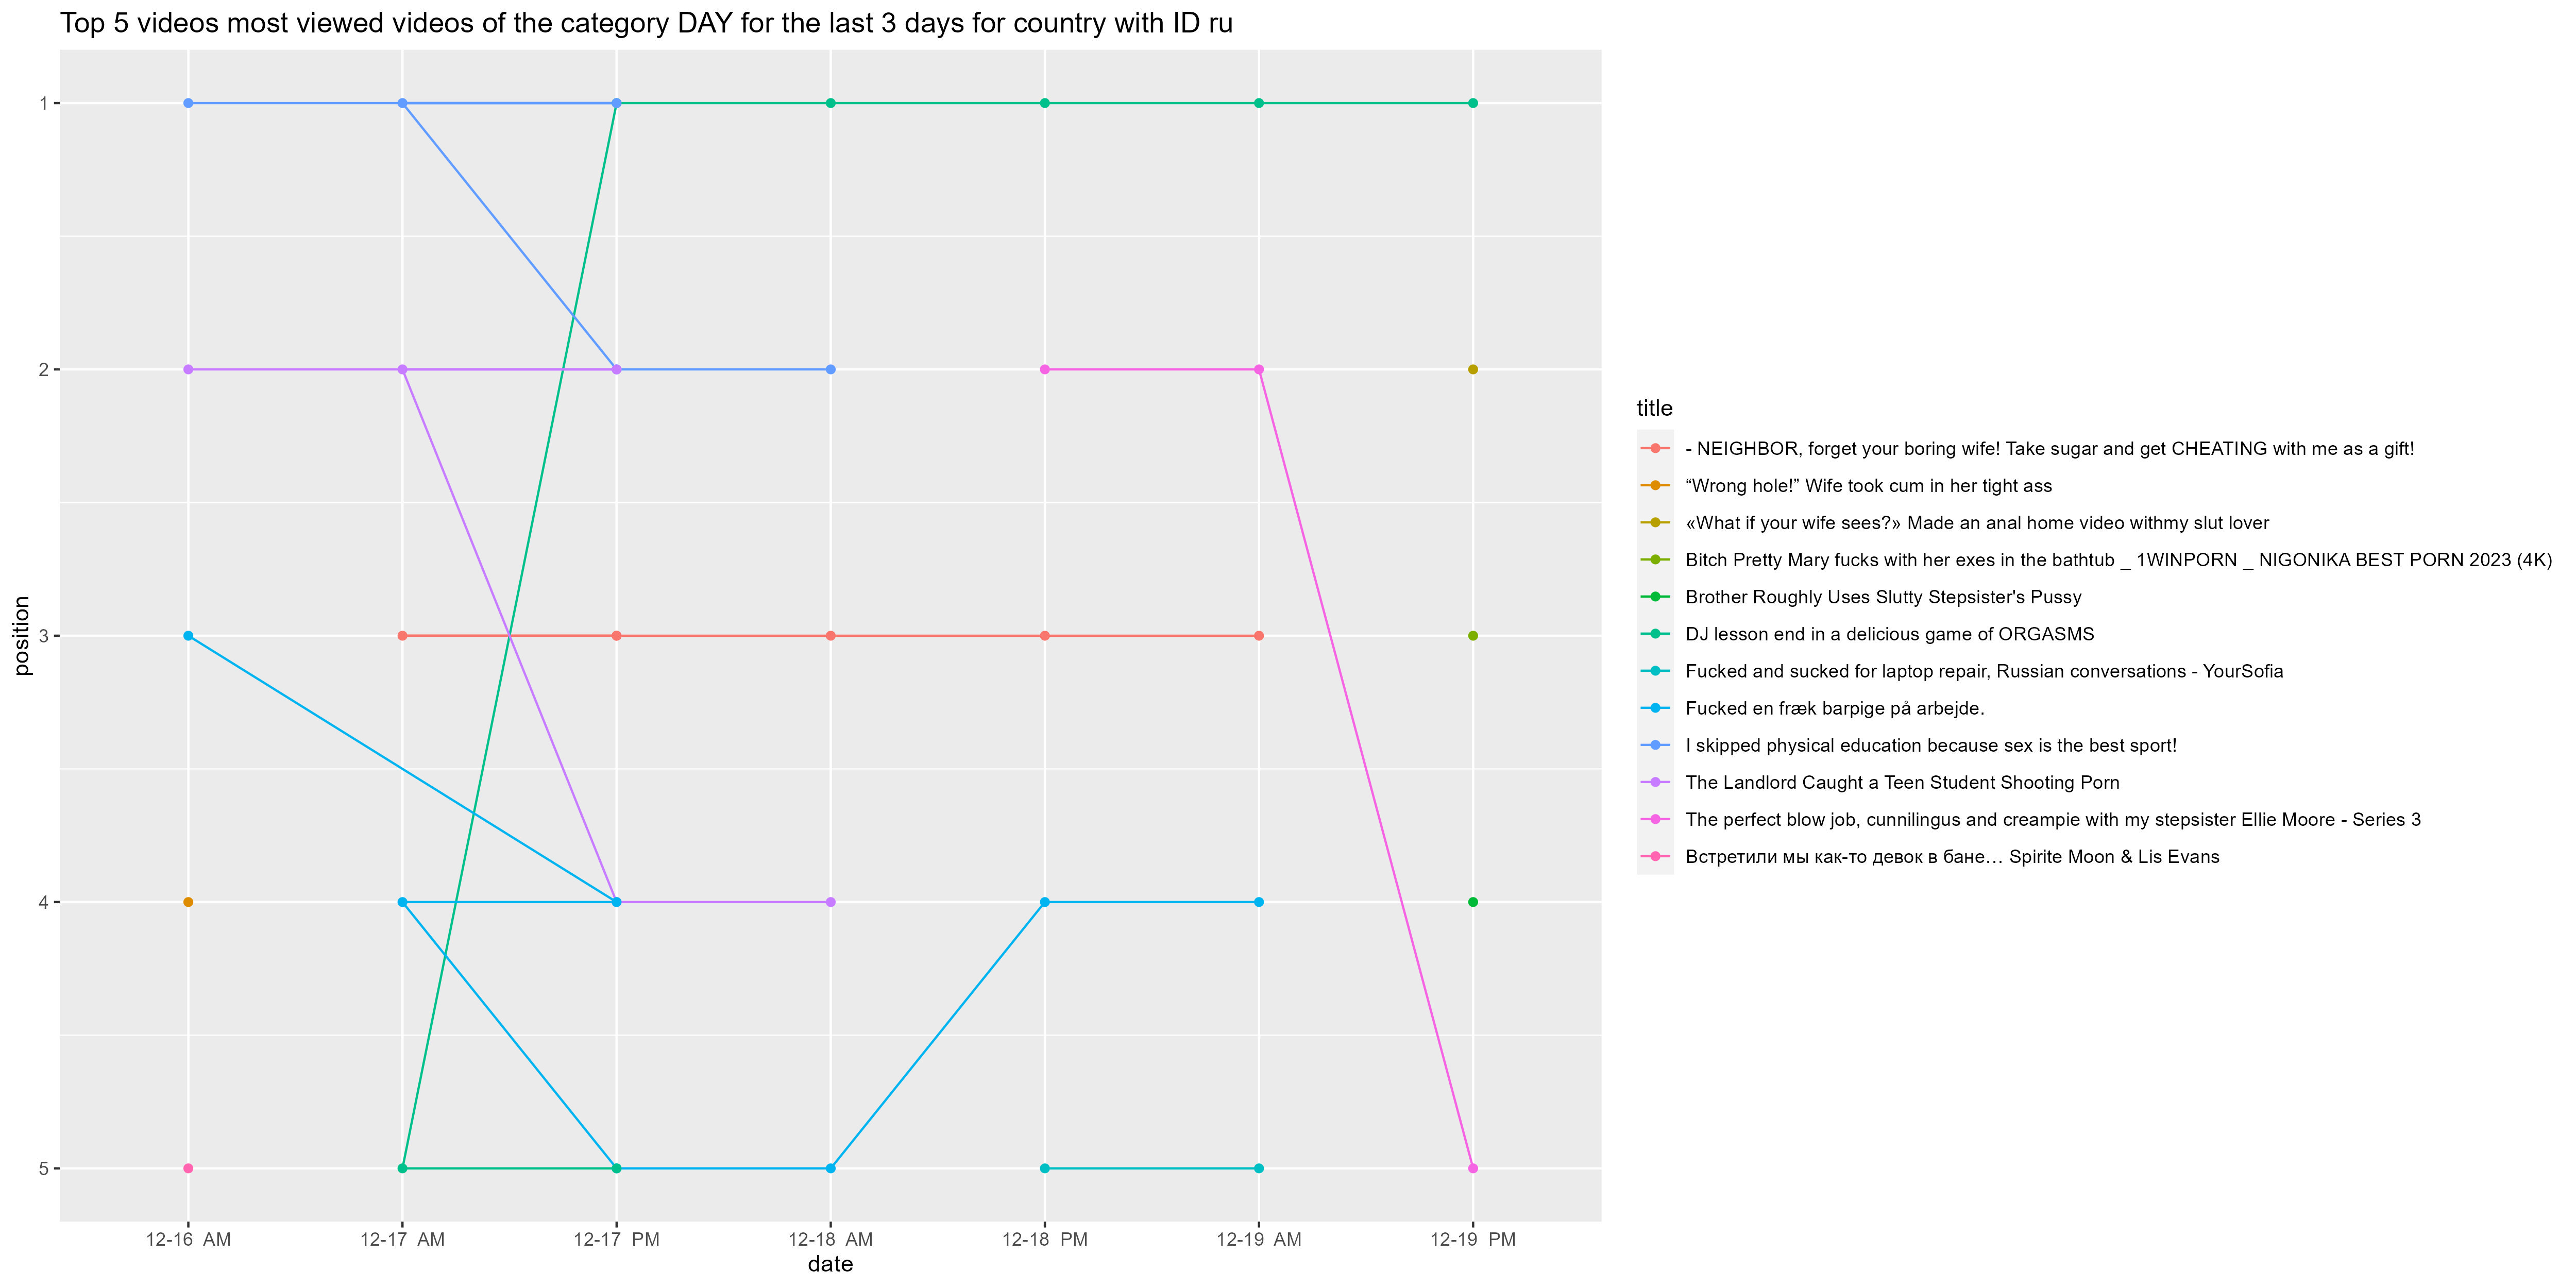 Top 5 videos most viewed videos of the category DAY for the last 3 days for country with ID ru
position
1
2
3
4
5
12-16 AM
12-17 AM
12-17 PM
12-18 AM
12-18 PM
12-19 AM
12-19 PM
date
title
- NEIGHBOR, forget your boring wife! Take sugar and get CHEATING with me as a gift!
“Wrong hole!” Wife took cum in her tight ass
«What if your wife sees?» Made an anal home video withmy slut lover
Bitch Pretty Mary fucks with her exes in the bathtub _ 1WINPORN _ NIGONIKA BEST PORN 2023 (4K)
Brother Roughly Uses Slutty Stepsister's Pussy
DJ lesson end in a delicious game of ORGASMS
Fucked and sucked for laptop repair, Russian conversations - YourSofia
Fucked en fræk barpige på arbejde.
I skipped physical education because sex is the best sport!
The Landlord Caught a Teen Student Shooting Porn
The perfect blow job, cunnilingus and creampie with my stepsister Ellie Moore - Series 3
Встретили мы как-то девок в бане… Spirite Moon & Lis Evans